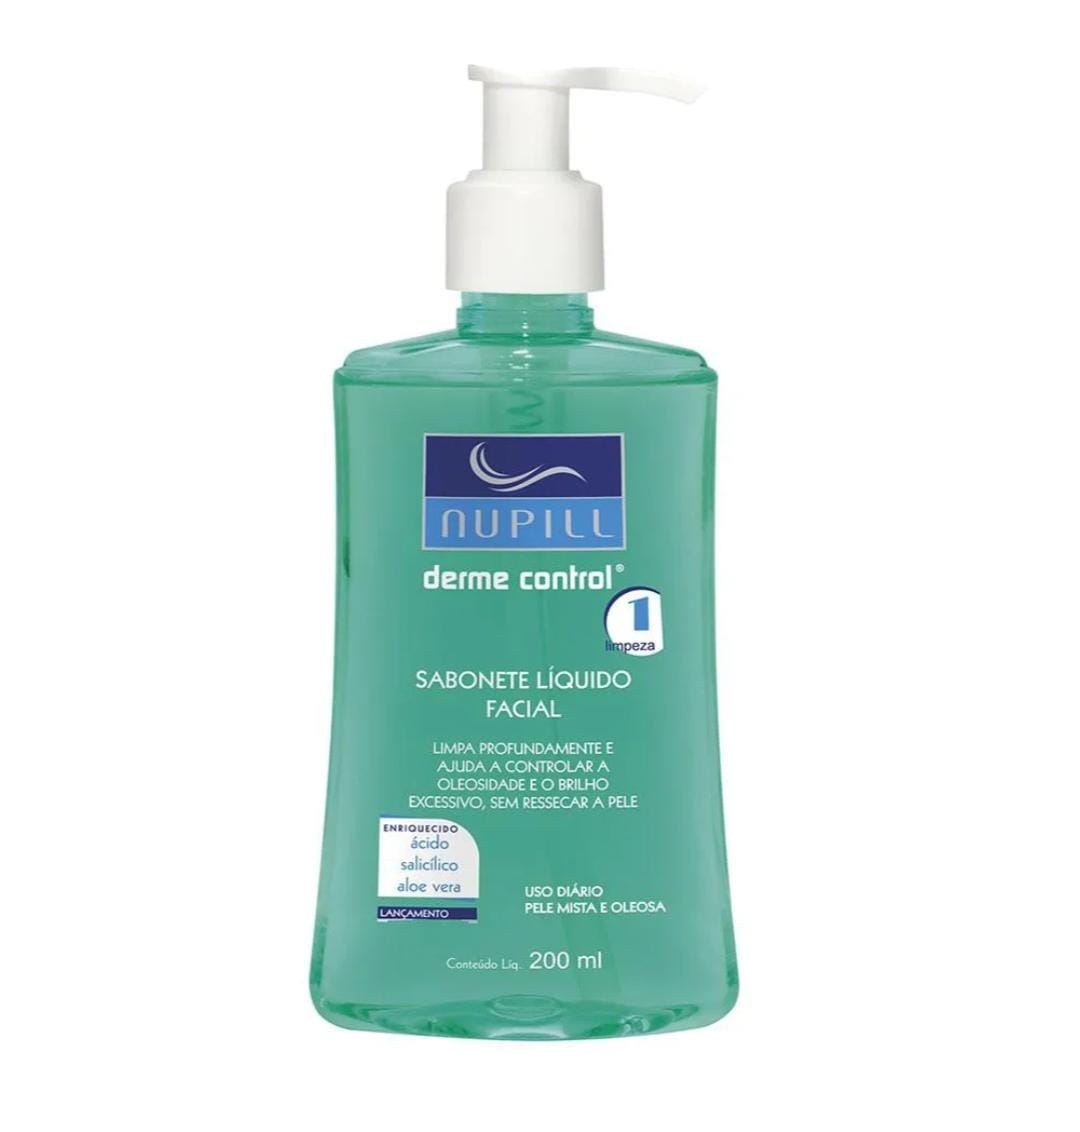 NUPILL
derme control®
1
limpeza
SABONETE LÍQUIDO
FACIAL
LIMPA PROFUNDAMENTE E
AJUDA A CONTROLAR A
OLEOSIDADE E O BRILHO
EXCESSIVO, SEM RESSECAR A PELE
ENRIQUECIDO
ácido
salicílico
aloe vera
LANÇAMENTO
USO DIÁRIO
PELE MISTA E OLEOSA
Conteúdo Líq. 200 ml